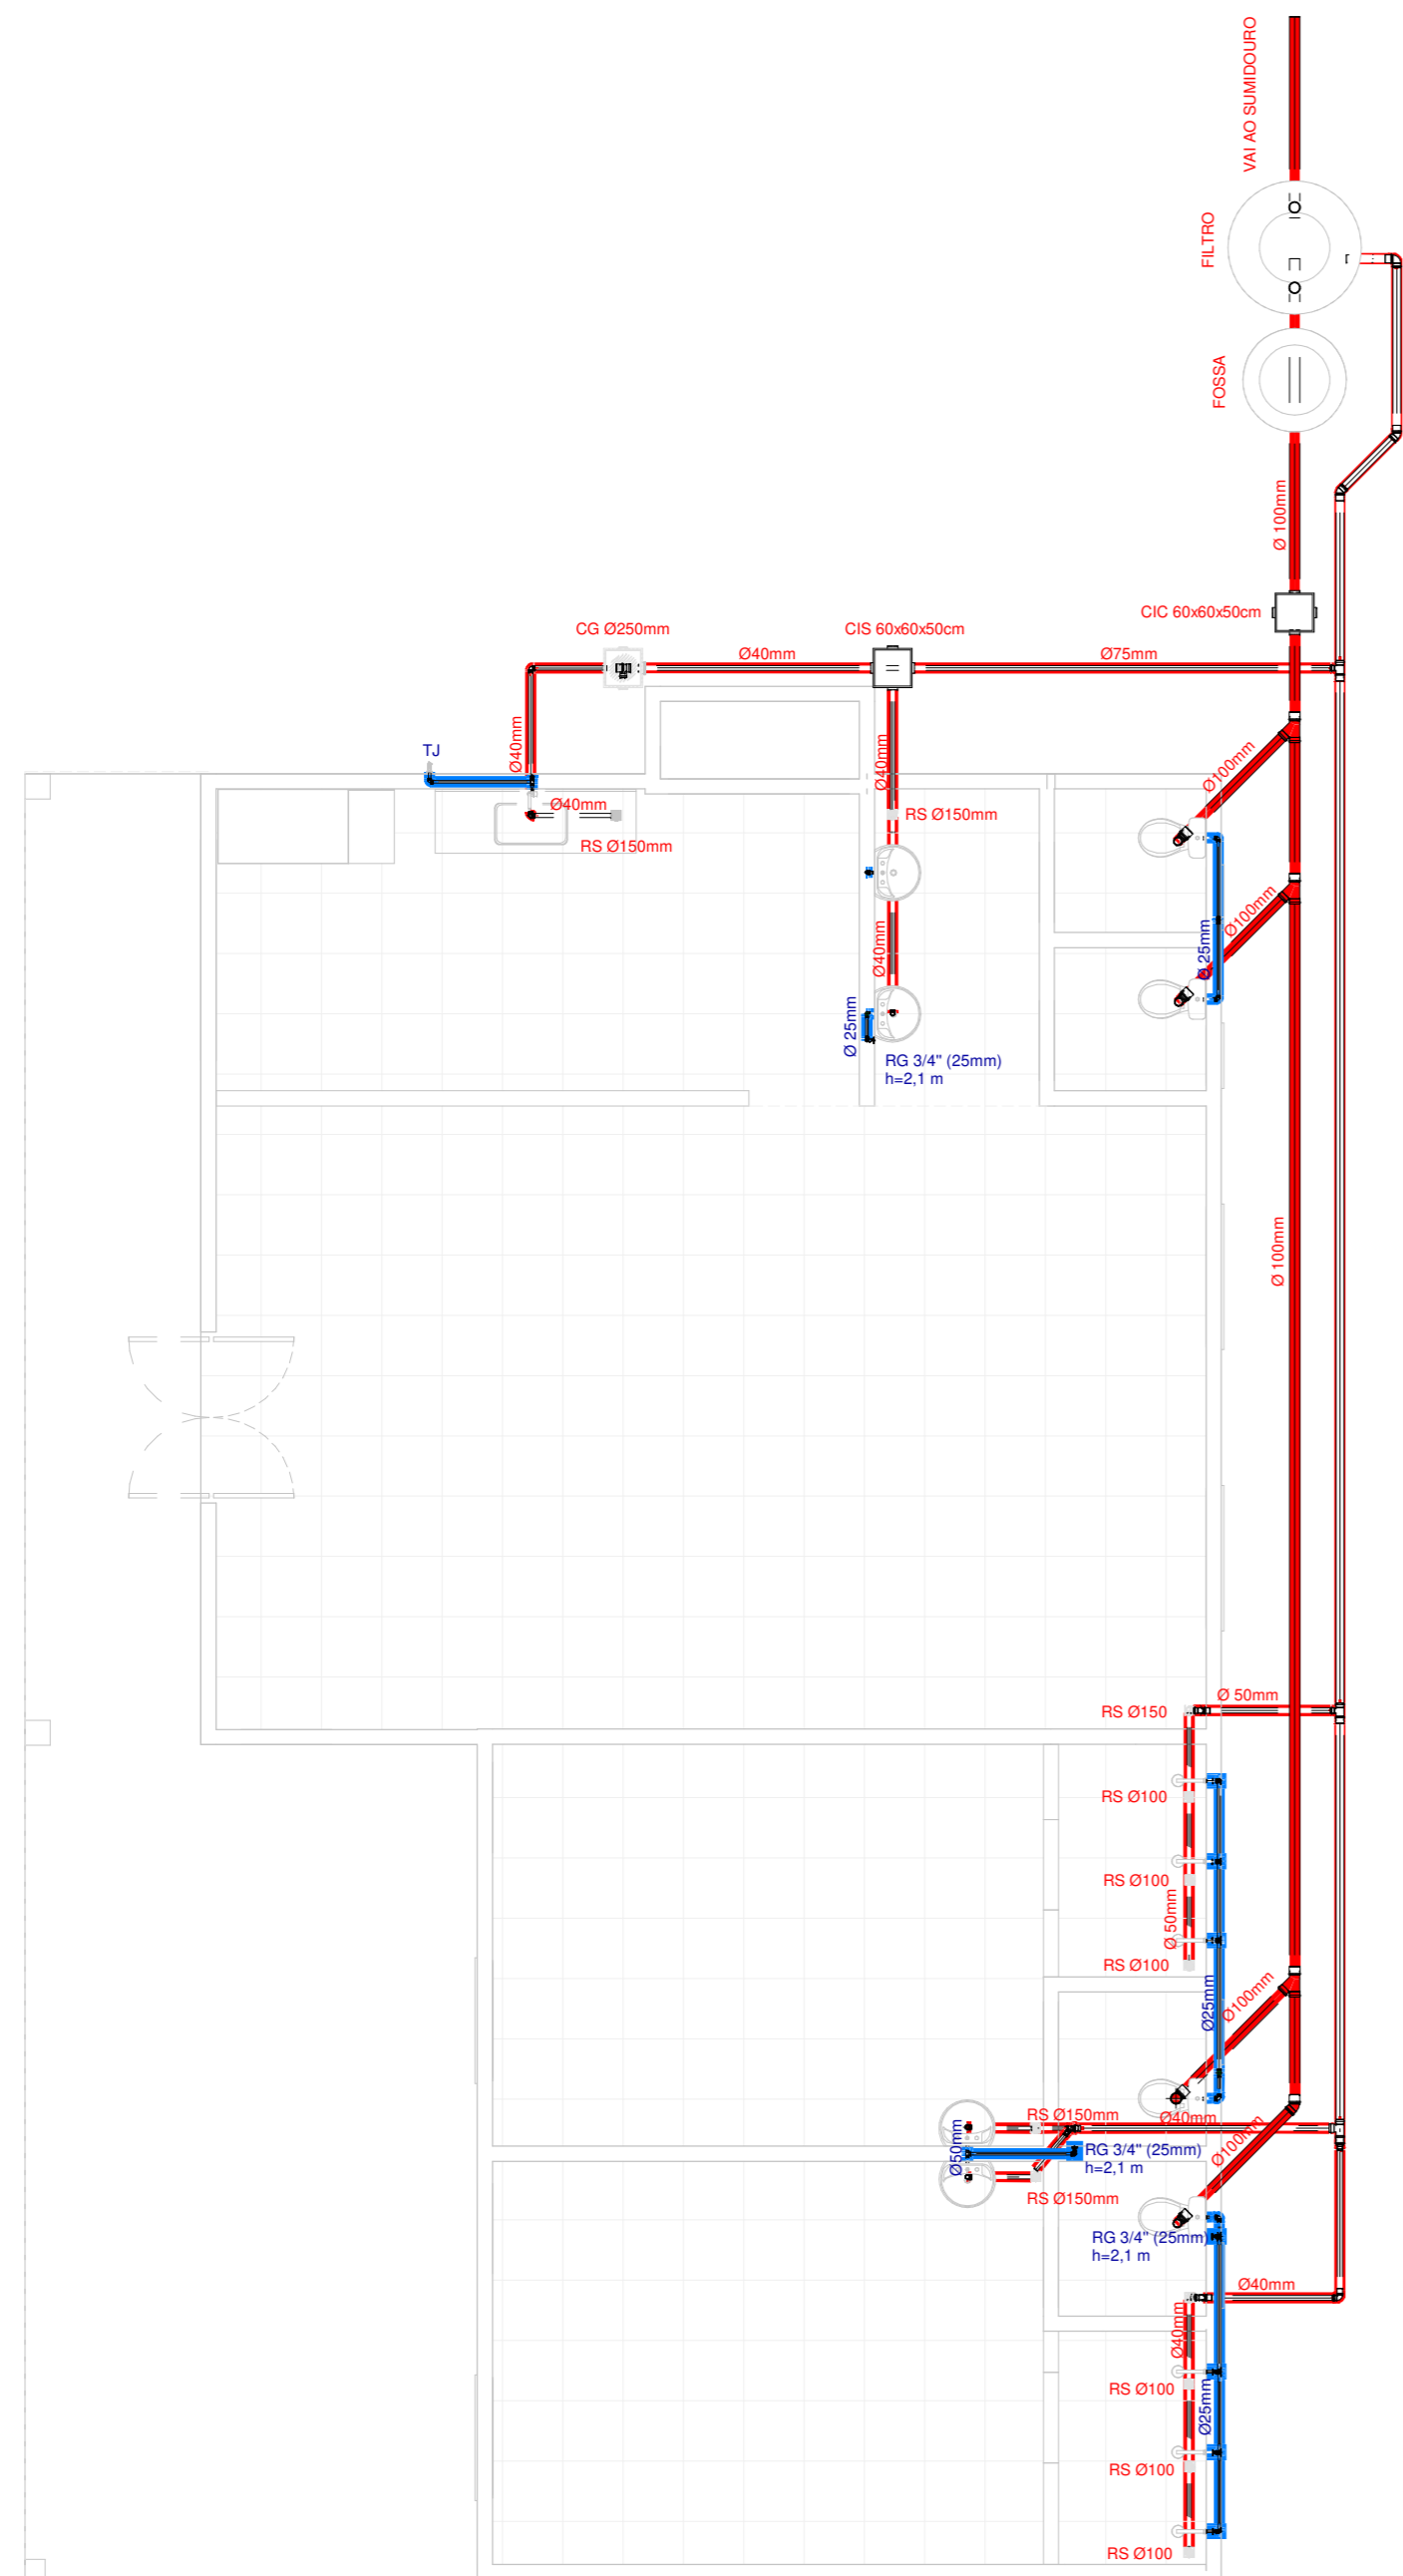 VAI AO SUMIDOURO
FILTRO
FOSSA
Ø 100mm
CIC 60x60x50cm
CG Ø250mm
CIS 60x60x50cm
Ø40mm
Ø75mm
TJ
Ø40mm
Ø40mm
Ø100mm
Ø40mm
RS Ø150mm
RS Ø150mm
Ø100mm
Ø40mm
Ø 25mm
Ø 25mm
RG 3/4" (25mm)
h=2,1 m
Ø 100mm
Ø 50mm
RS Ø150
RS Ø100
RS Ø100
Ø 50mm
RS Ø100
Ø25mm
Ø100mm
RS Ø150mm
Ø40mm
Ø50mm
Ø100mm
RG 3/4" (25mm)
h=2,1 m
RS Ø150mm
RG 3/4" (25mm)
h=2,1 m
Ø40mm
Ø40mm
RS Ø100
Ø25mm
RS Ø100
RS Ø100